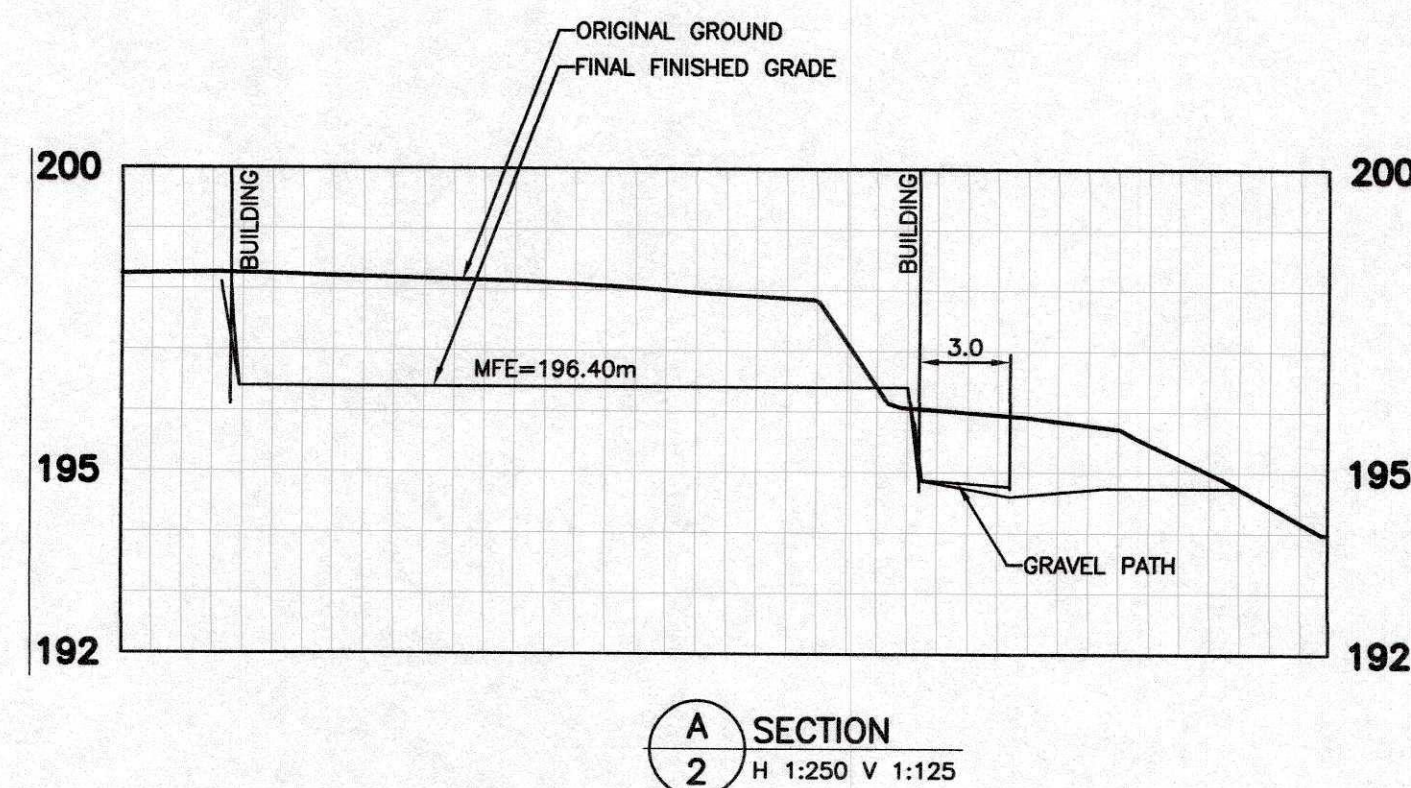 ORIGINAL GROUND
FINAL FINISHED GRADE
200
200
BUILDING
BUILDING
3.0
MFE=196.40m
195
195
GRAVEL PATH
192
192
A
2
SECTION
H 1:250 V 1:125